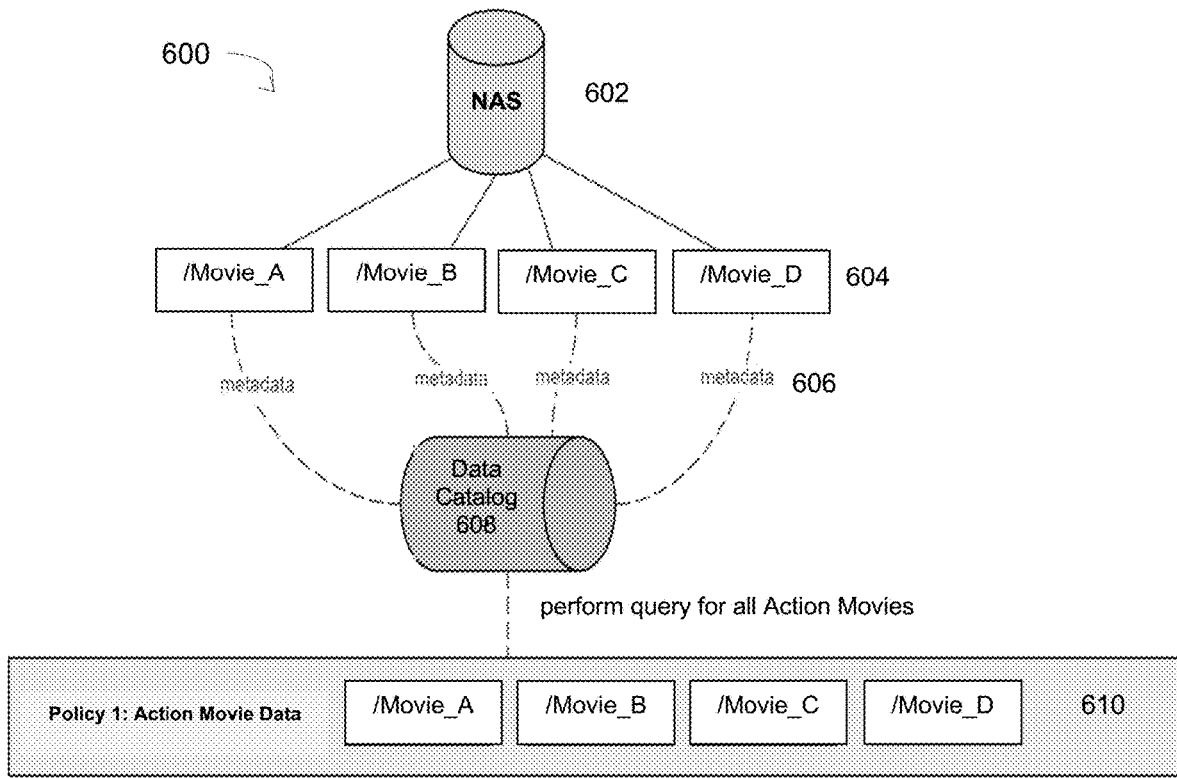 600
NAS
602
/Movie_A
/Movie_B
/Movie_C
/Movie_D
604
metadata
metadata
metadata
metadata
606
Data
Catalog
608
perform query for all Action Movies
Policy 1: Action Movie Data
/Movie_A
/Movie_B
/Movie_C
/Movie_D
610